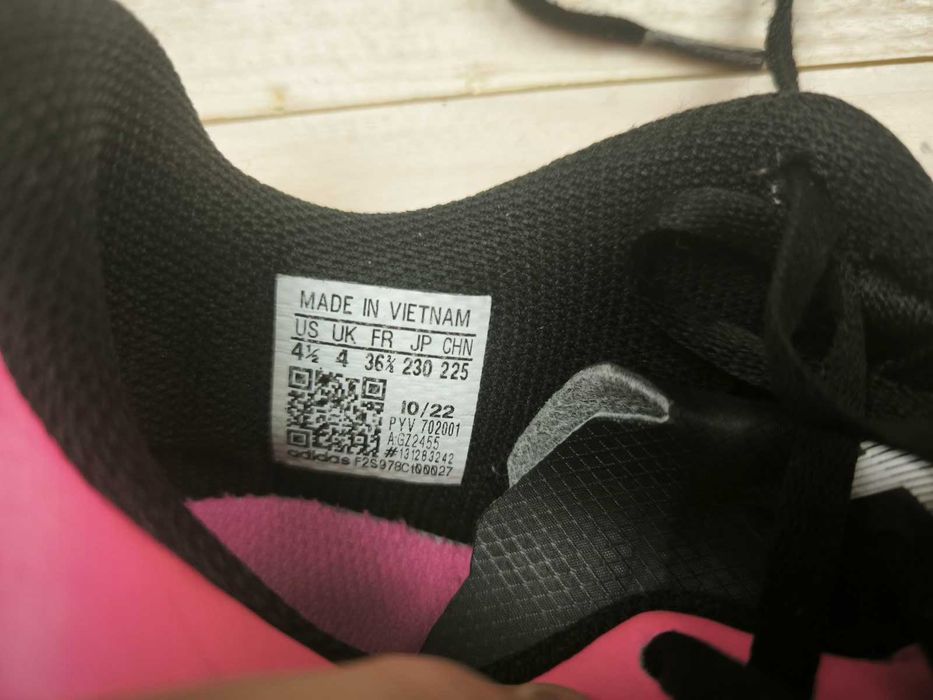 MADE IN VIETNAM
US UK FR JP CHN
4½ 4 36⅔ 230 225
10/22
PYV 702001
A:GZ2455
#131283242
adidas F2S978Ct00027